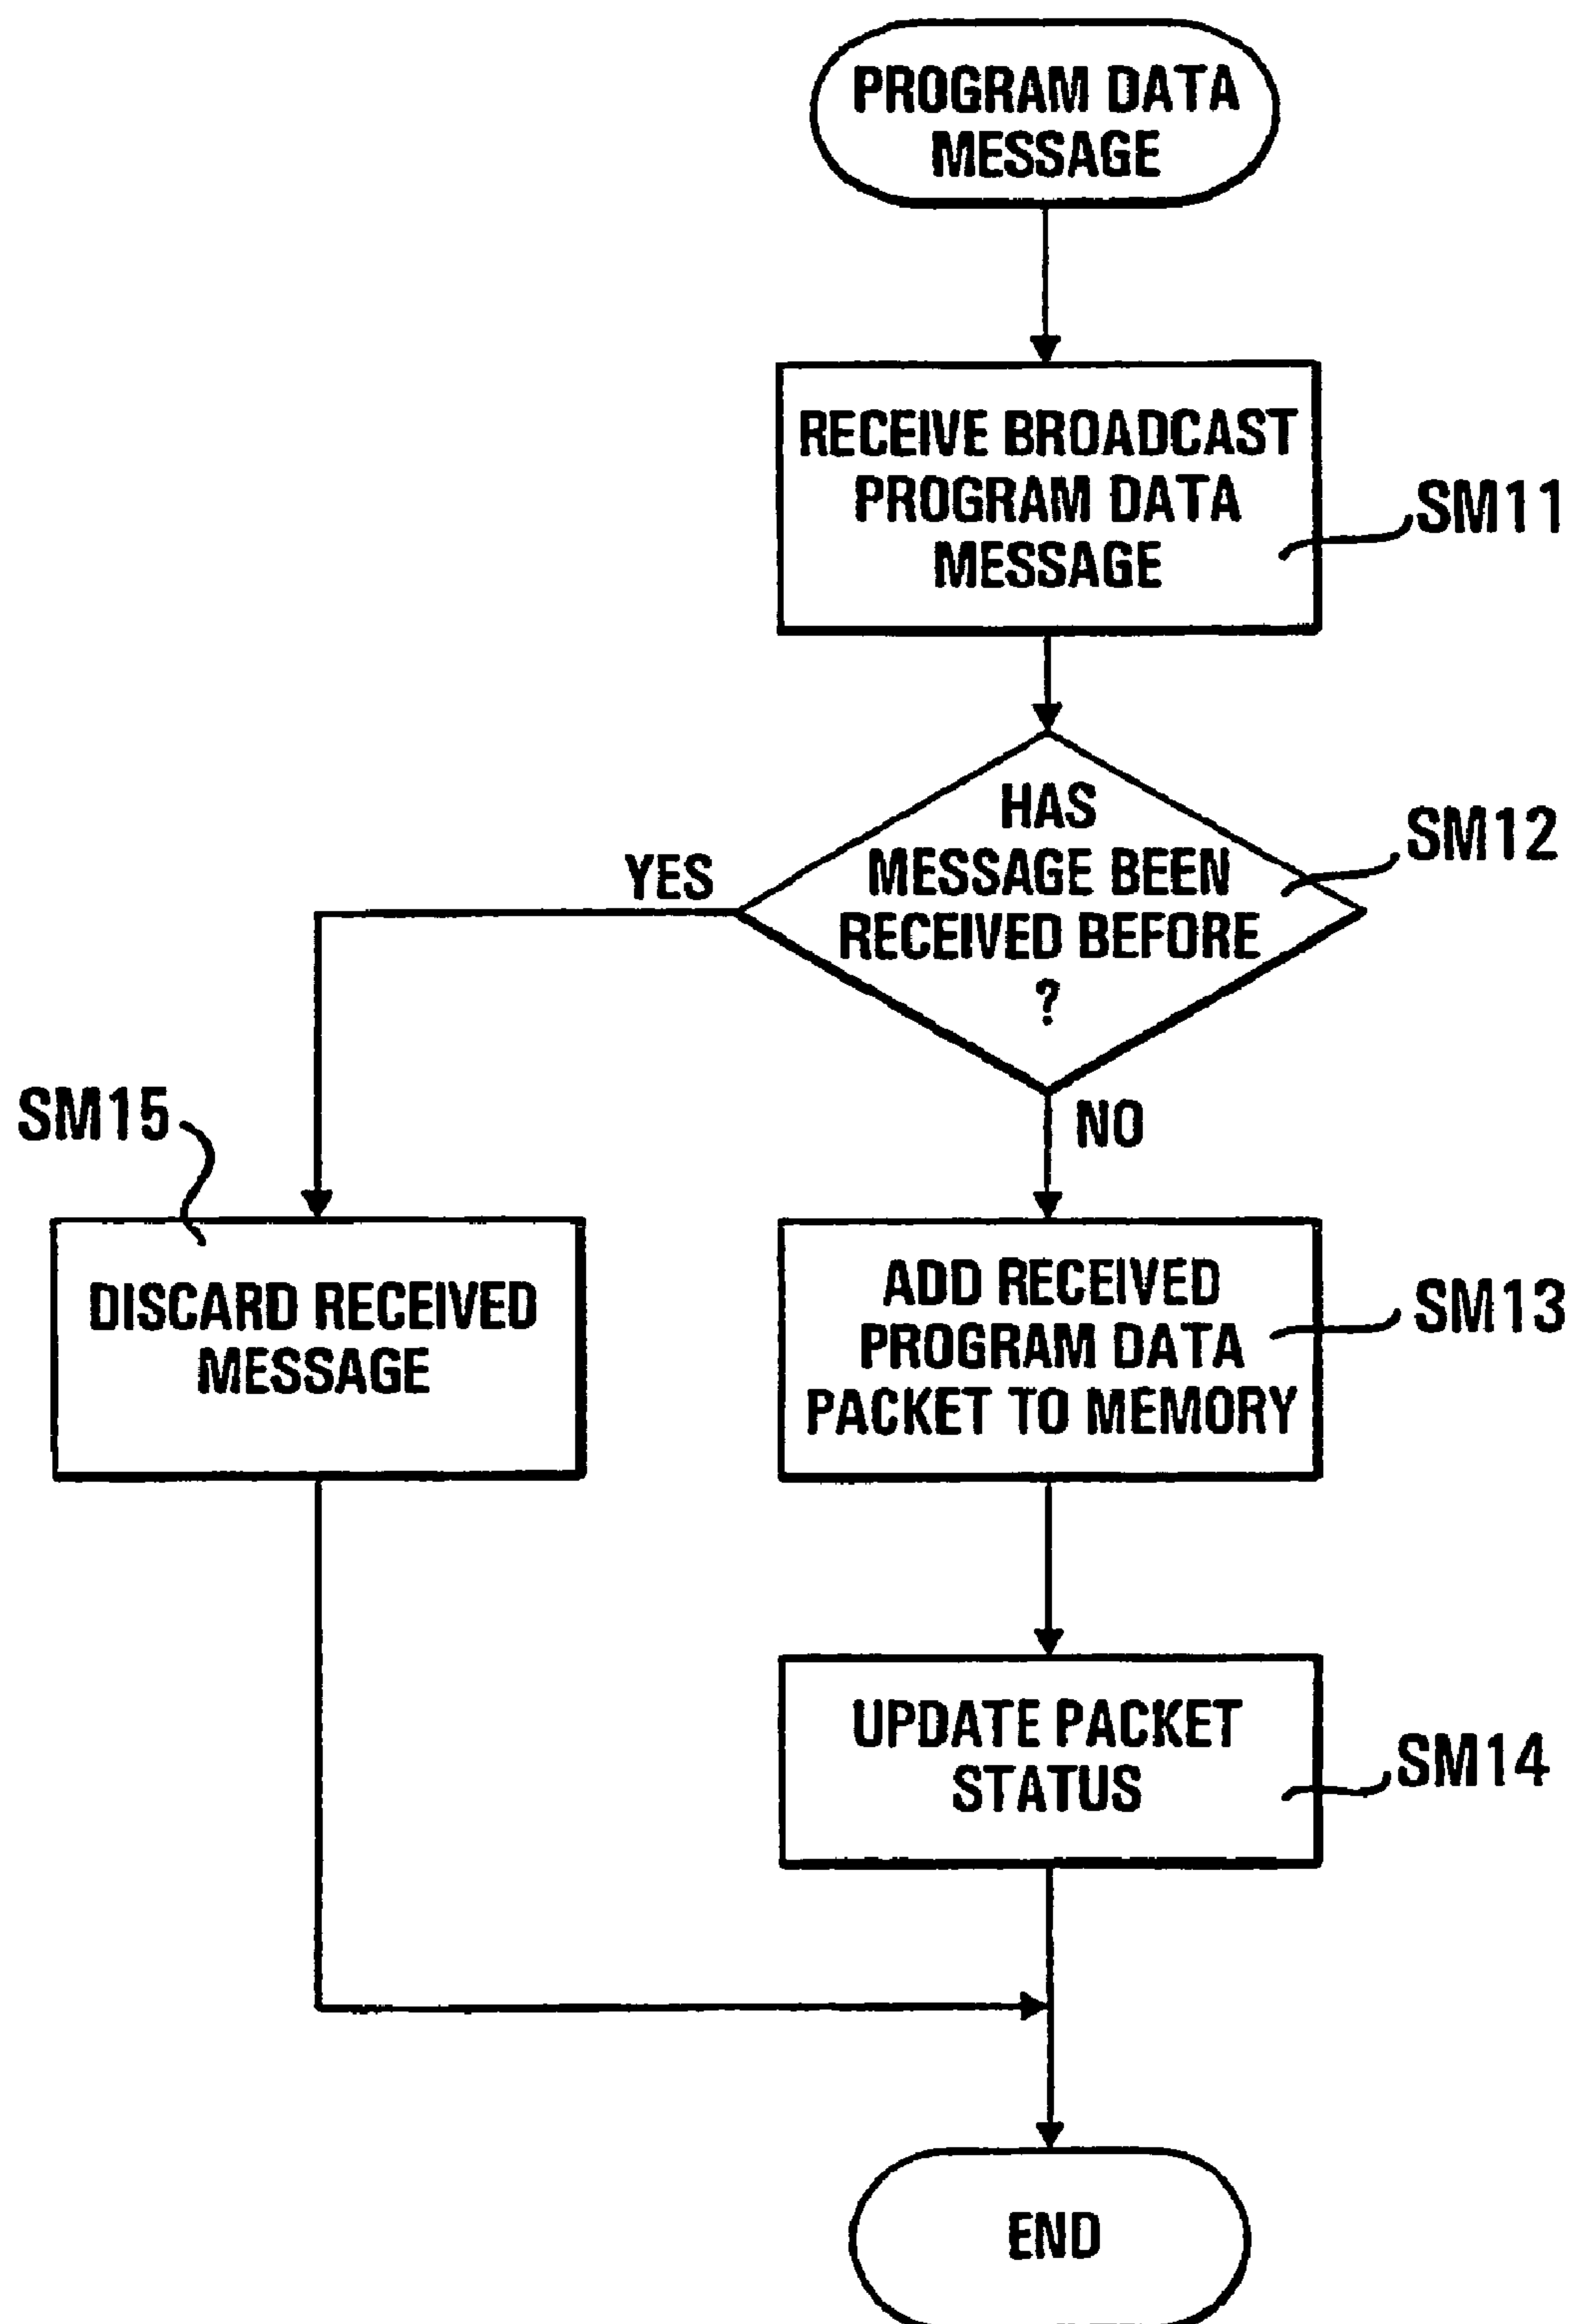 PROGRAM DATA
MESSAGE
RECEIVE BROADCAST
PROGRAM DATA
MESSAGE
SM11
HAS
MESSAGE BEEN
RECEIVED BEFORE
?
SM12
YES
NO
SM15
DISCARD RECEIVED
MESSAGE
ADD RECEIVED
PROGRAM DATA
PACKET TO MEMORY
SM13
UPDATE PACKET
STATUS
SM14
END